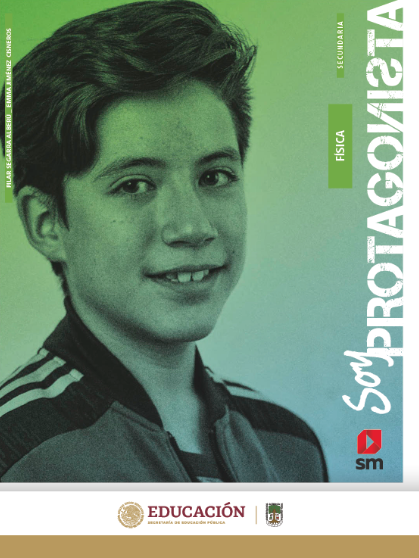 PILAR SEGARRA ALBERÚ _ EMMA JIMÉNEZ CISNEROS
SECUNDARIA
FÍSICA
Soy
PROTAGONISTA
sm
EDUCACIÓN
SECRETARÍA DE EDUCACIÓN PÚBLICA